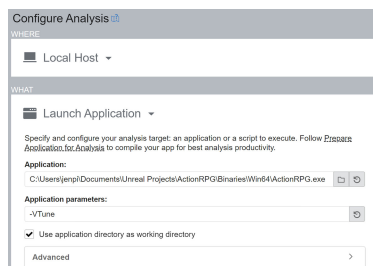 Configure Analysis
WHERE
Local Host
WHAT
Launch Application
Specify and configure your analysis target: an application or a script to execute. Follow Prepare
Application for Analysis to compile your app for best analysis productivity.
Application:
C:\Users\jenpi\Documents\Unreal Projects\ActionRPG\Binaries\Win64\ActionRPG.exe
Application parameters:
-VTune
Use application directory as working directory
Advanced